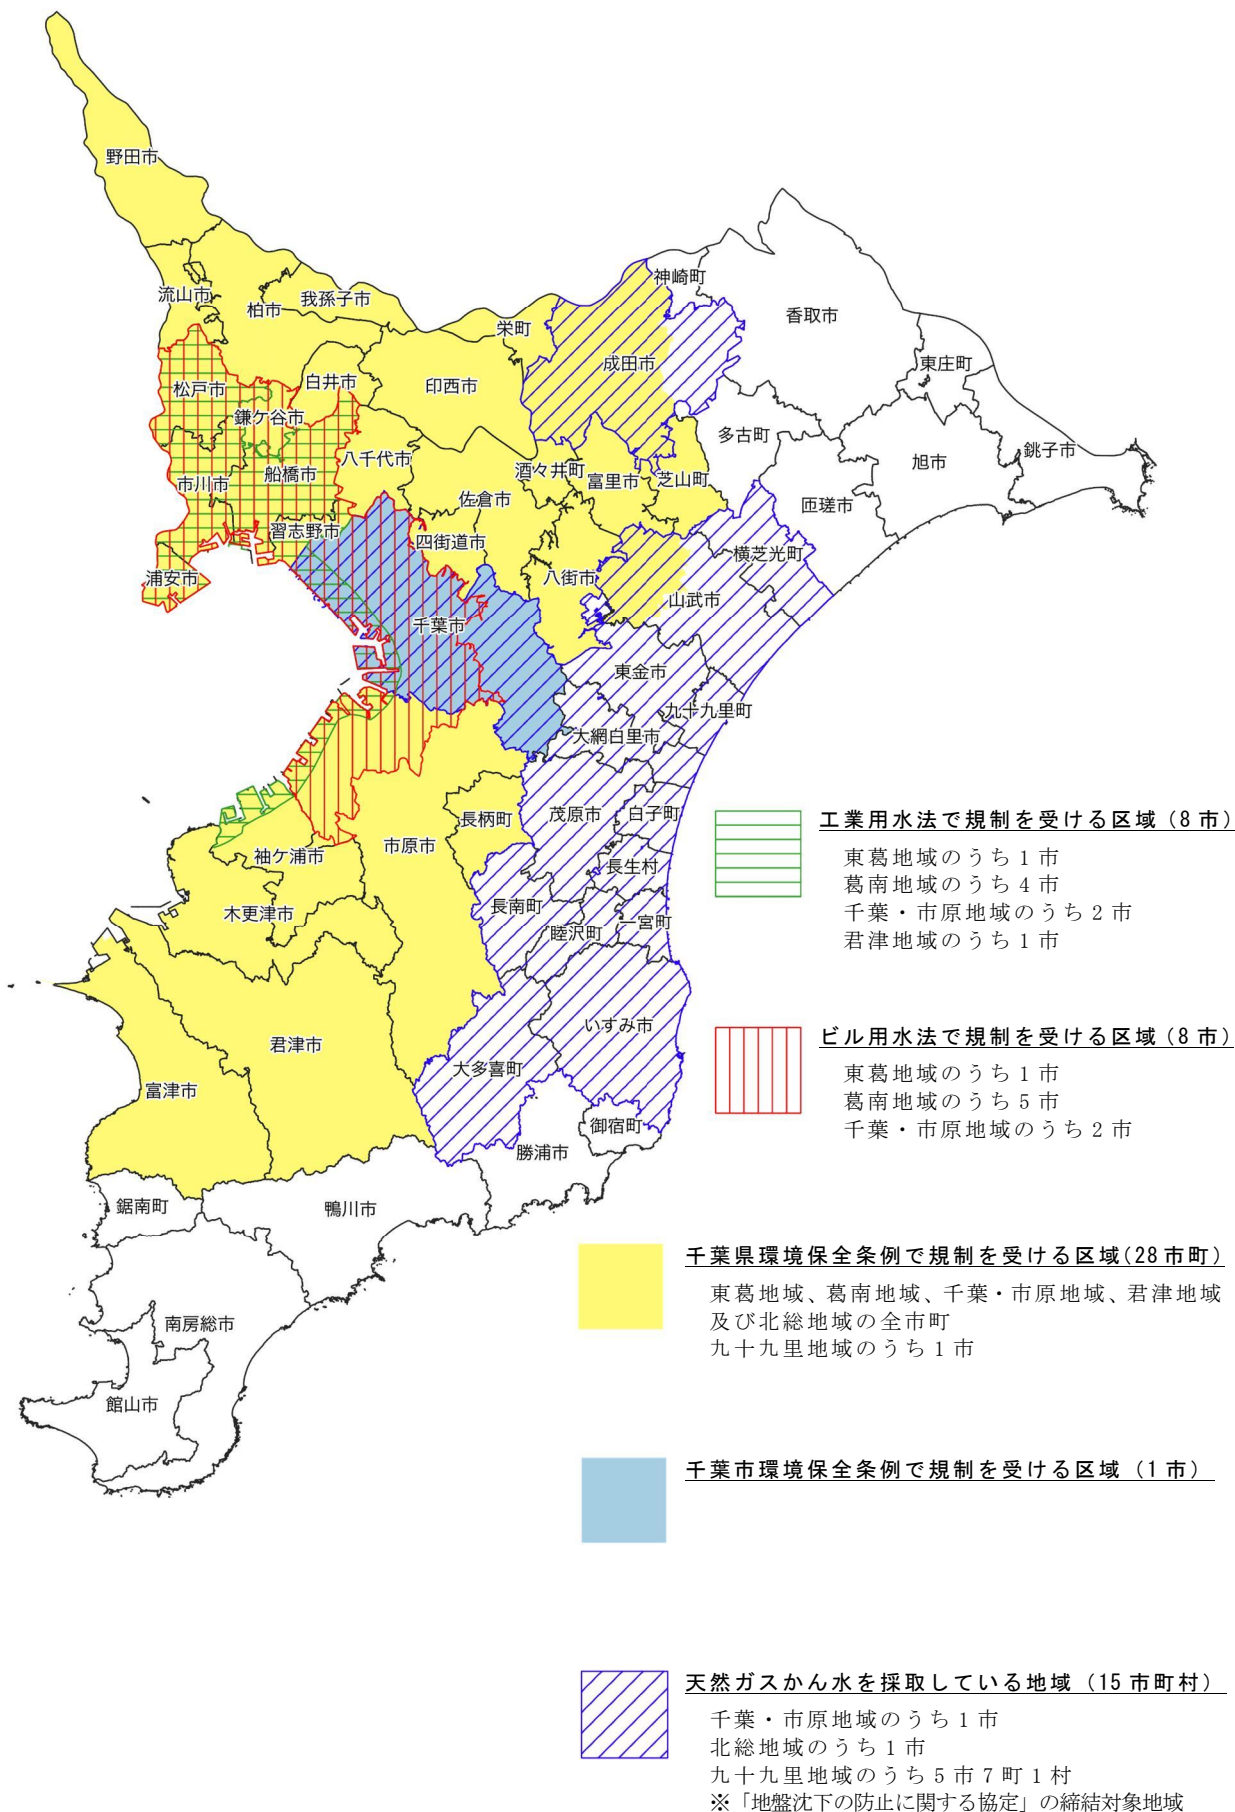 野田市
流山市
柏市
我孫子市
栄町
神崎町
香取市
東庄町
松戸市
鎌ケ谷市
白井市
印西市
成田市
多古町
旭市
銚子市
市川市
船橋市
八千代市
佐倉市
酒々井町
富里市
芝山町
匝瑳市
習志野市
四街道市
八街市
横芝光町
浦安市
千葉市
山武市
東金市
九十九里町
大網白里市
長柄町
茂原市
白子町
袖ケ浦市
市原市
長生村
木更津市
長南町
睦沢町
一宮町
君津市
いすみ市
富津市
大多喜町
御宿町
勝浦市
鋸南町
鴨川市
南房総市
館山市
工業用水法で規制を受ける区域(8市)
東葛地域のうち1市
葛南地域のうち4市
千葉・市原地域のうち2市
君津地域のうち1市
ビル用水法で規制を受ける区域(8市)
東葛地域のうち1市
葛南地域のうち5市
千葉・市原地域のうち2市
千葉県環境保全条例で規制を受ける区域(28市町)
東葛地域、葛南地域、千葉・市原地域、君津地域
及び北総地域の全市町
九十九里地域のうち1市
千葉市環境保全条例で規制を受ける区域(1市)
天然ガスかん水を採取している地域(15市町村)
千葉・市原地域のうち1市
北総地域のうち1市
九十九里地域のうち5市7町1村
※「地盤沈下の防止に関する協定」の締結対象地域